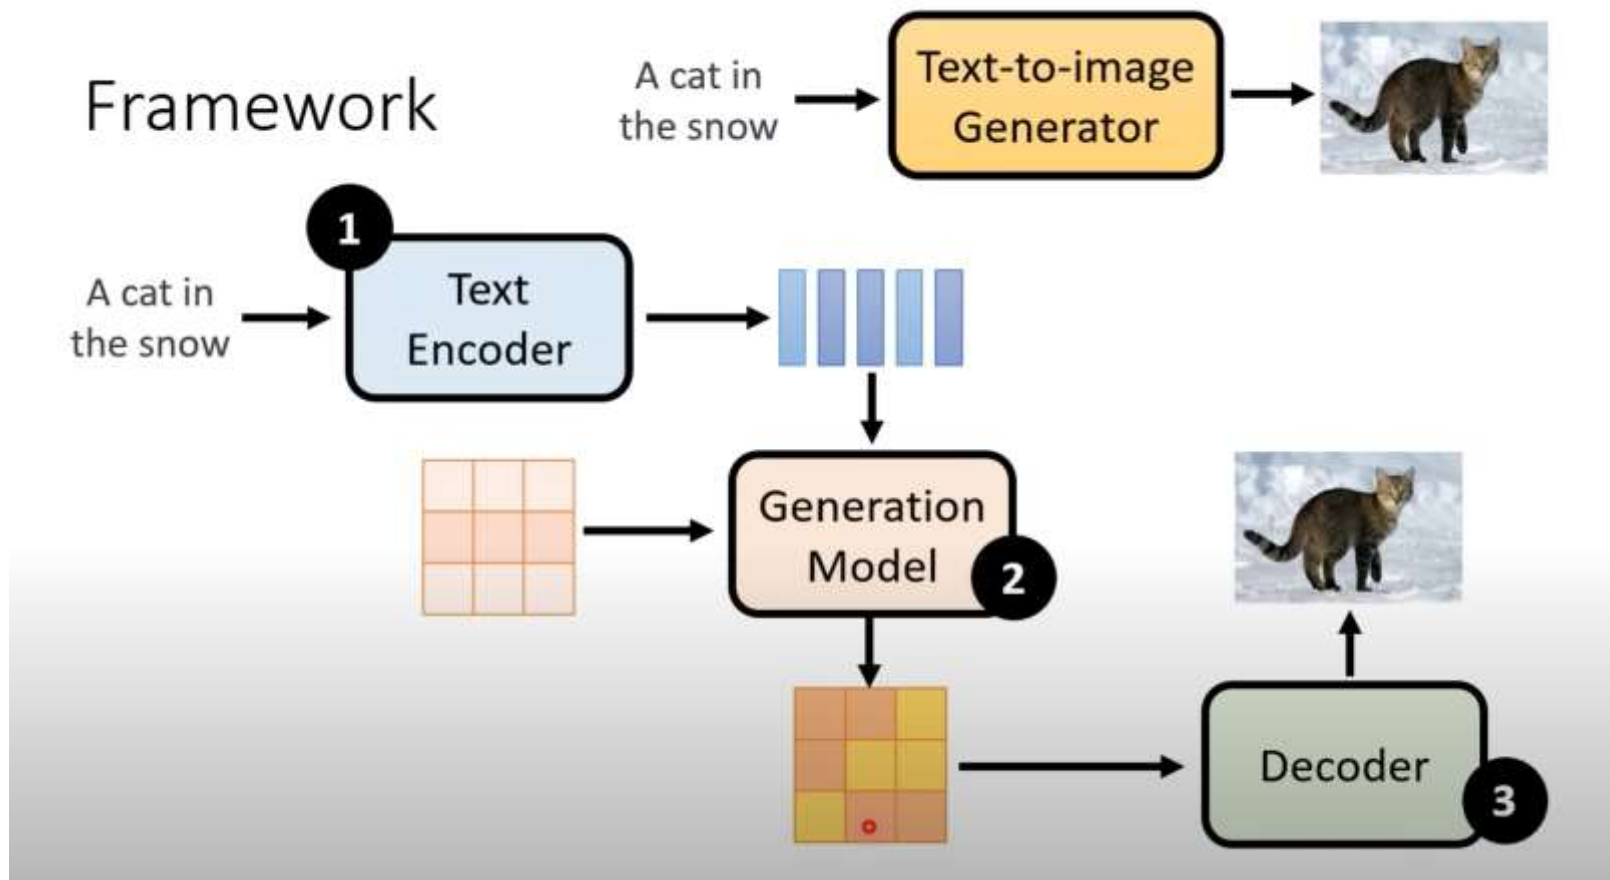 Framework
A cat in
the snow
Text-to-image
Generator
1
A cat in
the snow
Text
Encoder
Generation
Model
2
Decoder
3